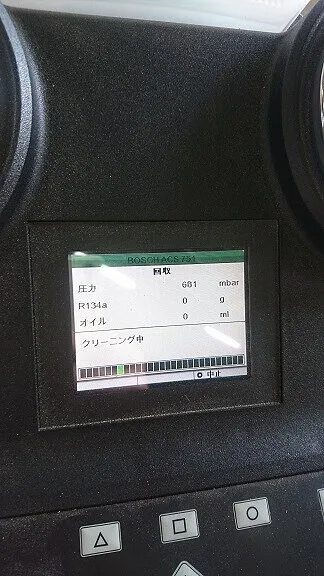 BOSCH ACS 751
回収
圧力 681 mbar
R134a 0 g
オイル 0 ml
クリーニング中
中止